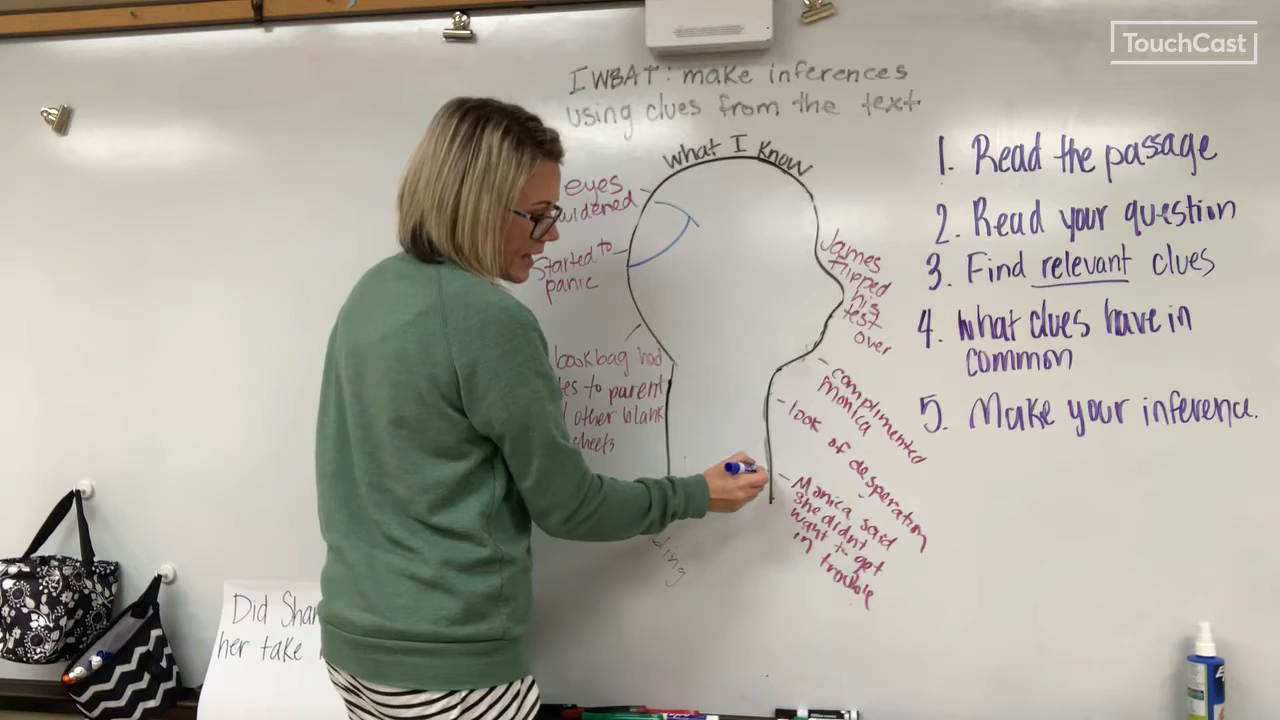 TouchCast
IWBAT: make inferences
using clues from the text
what I know
eyes
widened
Started to
panic
bookbag had
to parent
other blank
sheets
James
flipped
his
test
over
complimented
Monica
look of desperation
Monica said
she didnt
want to get
in trouble
1. Read the passage
2. Read your question
3. Find relevant clues
4. What clues have in
common
5. Make your inference.
Did
her take